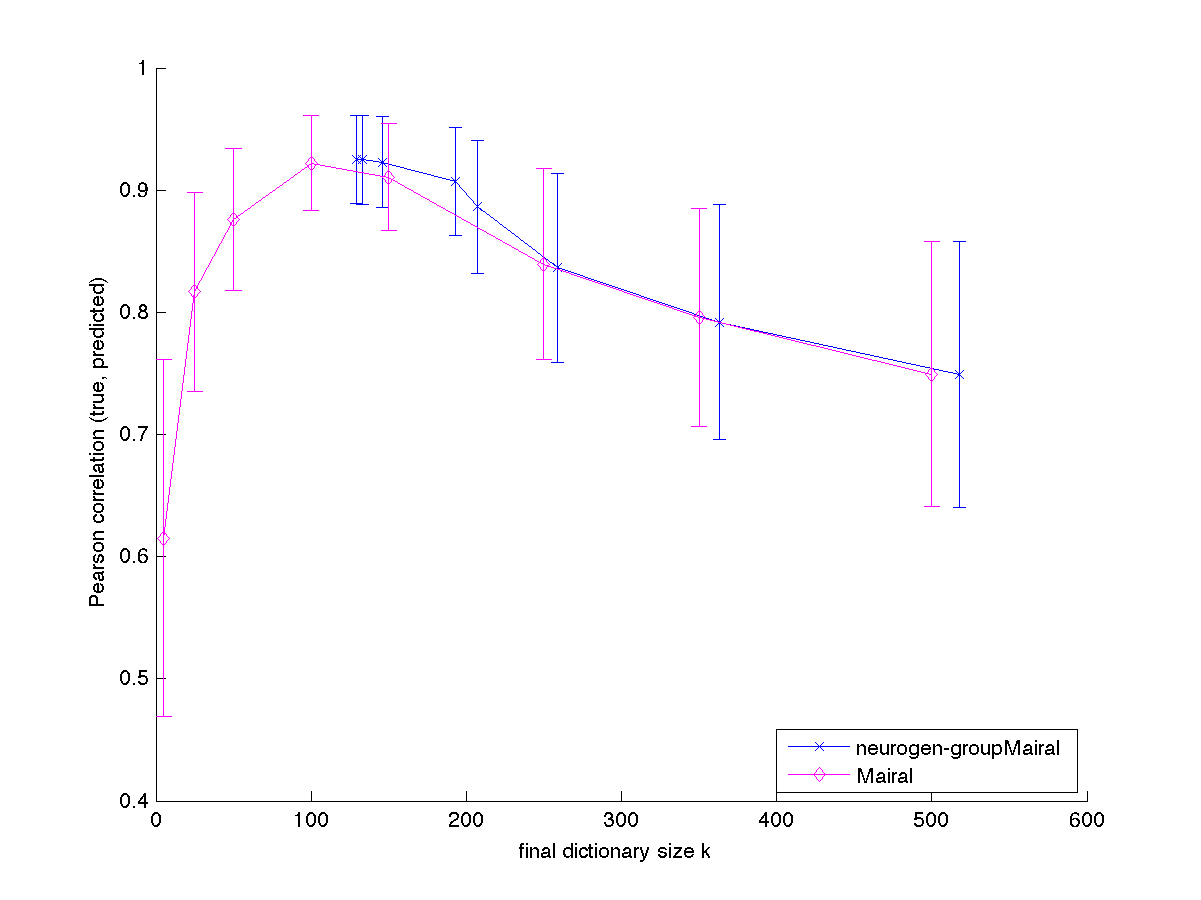 1
0.9
0.8
0.7
0.6
0.5
0.4
Pearson correlation (true, predicted)
0 100 200 300 400 500 600
final dictionary size k
neurogen-groupMairal
Mairal